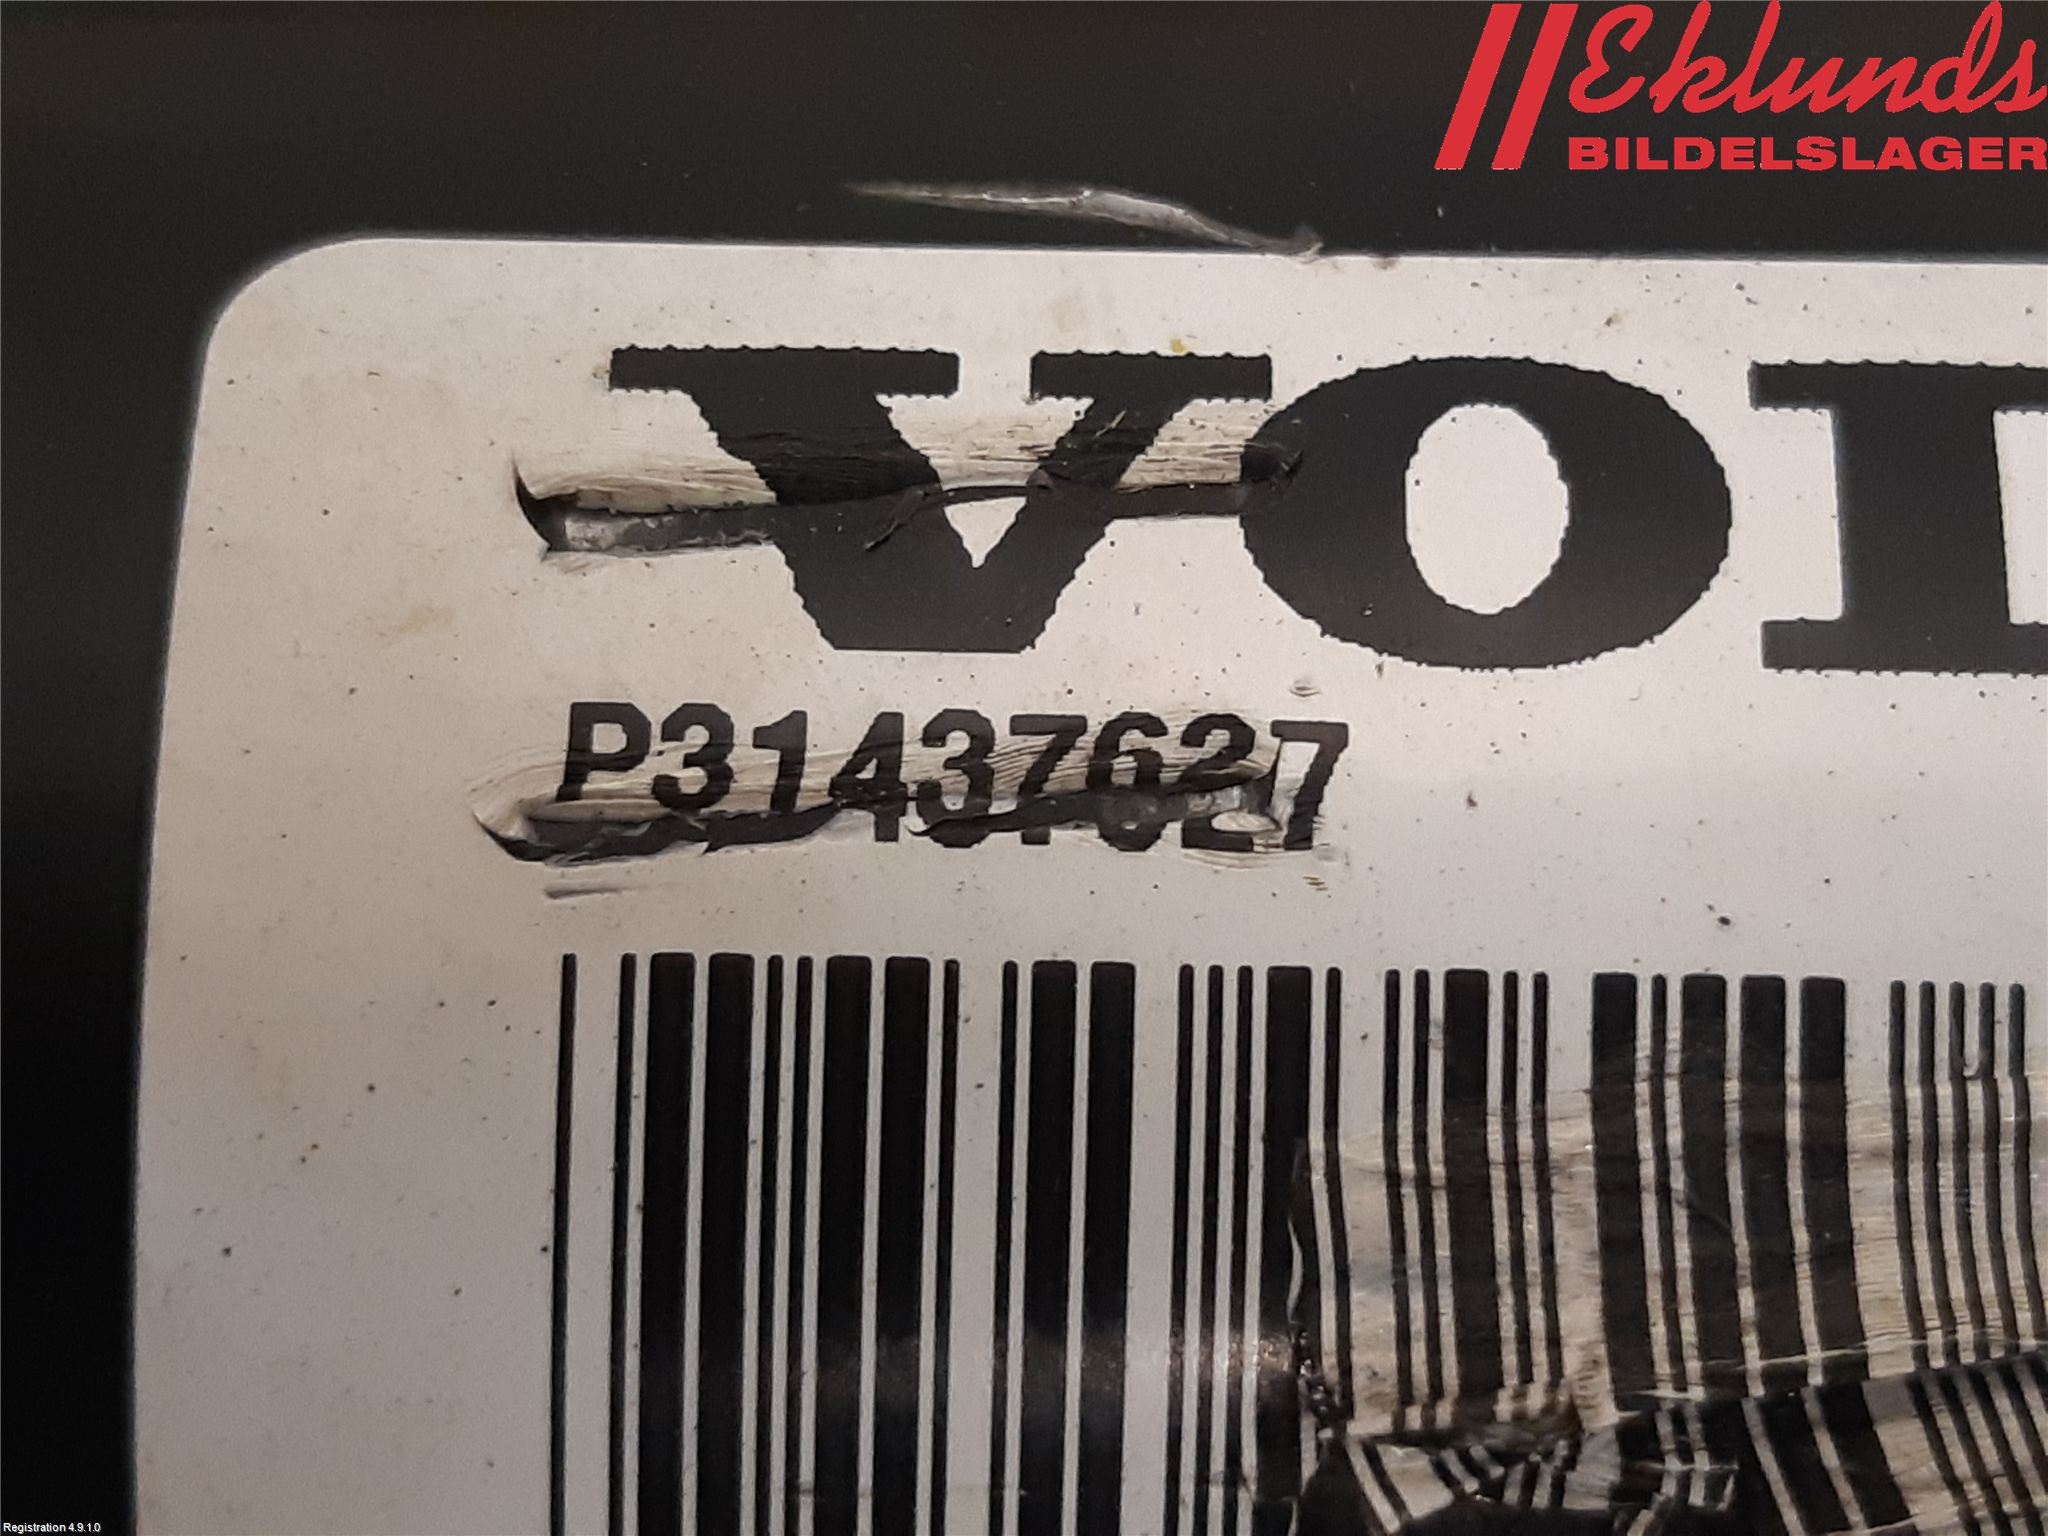 Eklunds
BILDELSLAGER
VOL
P31437627
Registration 4.9.1.0